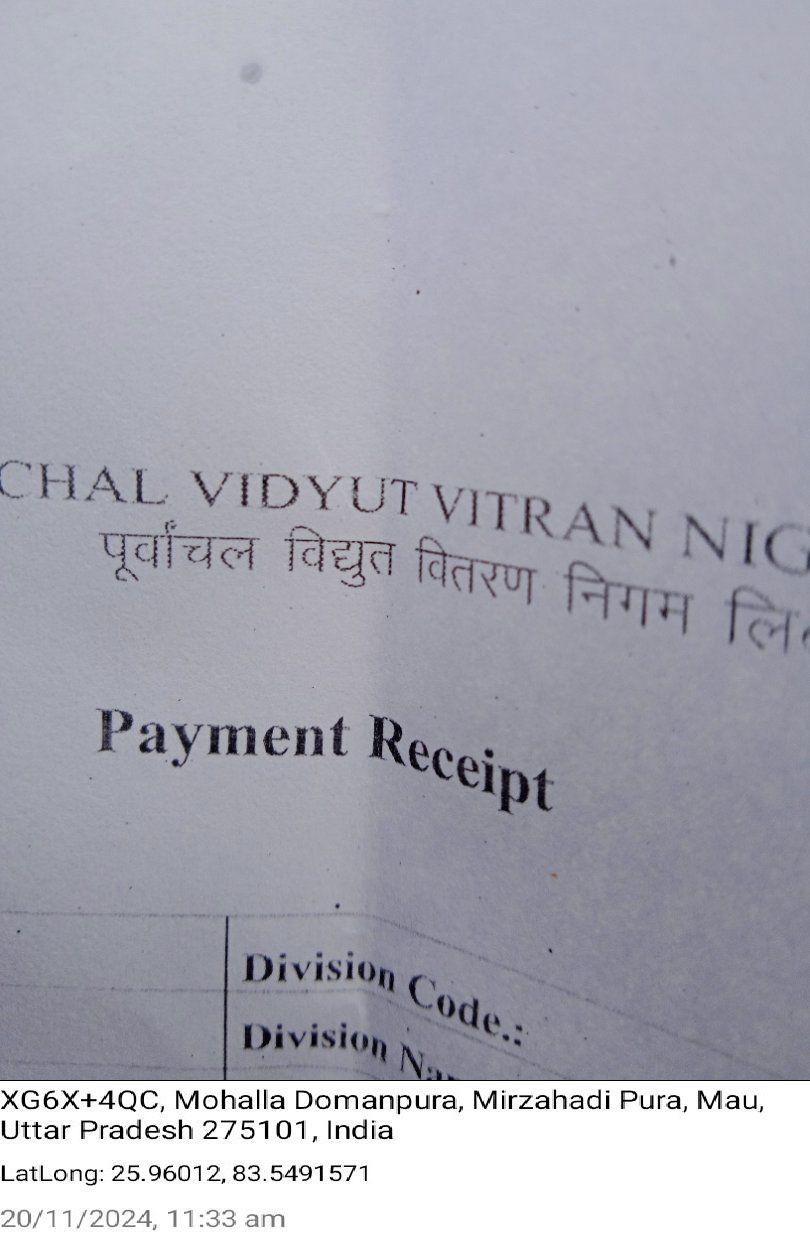 CHAL VIDYUT VITRAN NIG
पूर्वांचल विद्युत वितरण निगम
Payment Receipt
Division Code.:
Division
XG6X+4QC, Mohalla Domanpura, Mirzahadi Pura, Mau,
Uttar Pradesh 275101, India
LatLong: 25.96012, 83.5491571
20/11/2024, 11:33 am